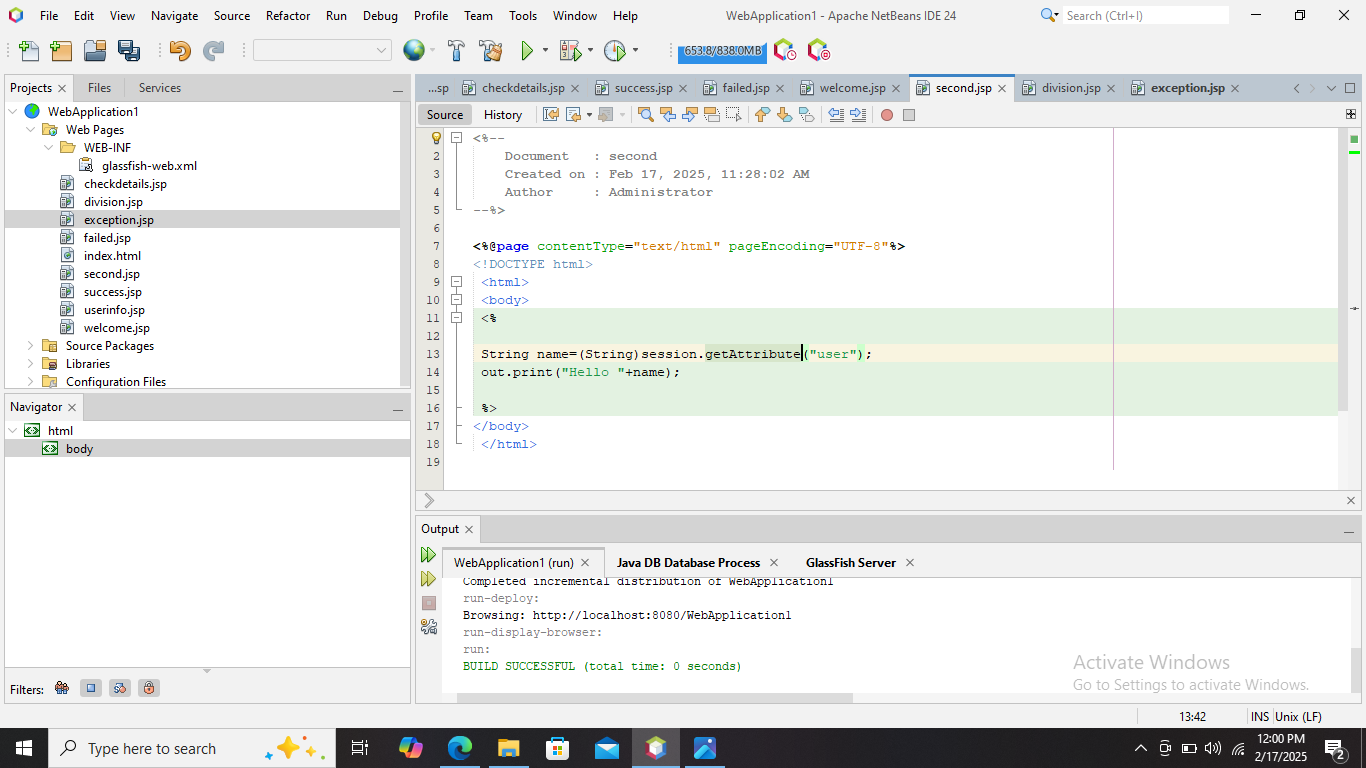 File Edit View Navigate Source Refactor Run Debug Profile Team Tools Window Help
WebApplication1 - Apache NetBeans IDE 24
Search (Ctrl+I)
653.8/838.0MB
Projects Files Services
WebApplication1
Web Pages
WEB-INF
glassfish-web.xml
checkdetails.jsp
division.jsp
exception.jsp
failed.jsp
index.html
second.jsp
success.jsp
userinfo.jsp
welcome.jsp
Source Packages
Libraries
Configuration Files
Navigator
html
body
Filters:
...sp checkdetails.jsp success.jsp failed.jsp welcome.jsp second.jsp division.jsp exception.jsp
Source History
<%--
2 Document : second
3 Created on : Feb 17, 2025, 11:28:02 AM
4 Author : Administrator
5 --%>
6
7 <%@page contentType="text/html" pageEncoding="UTF-8"%>
8 <!DOCTYPE html>
9 <html>
10 <body>
11 <%
12
13 String name=(String)session.getAttribute("user");
14 out.print("Hello "+name);
15
16 %>
17 </body>
18 </html>
19
Output
WebApplication1 (run) Java DB Database Process GlassFish Server
Completed incremental distribution of WebApplication1
run-deploy:
Browsing: http://localhost:8080/WebApplication1
run-display-browser:
run:
BUILD SUCCESSFUL (total time: 0 seconds)
Activate Windows
Go to Settings to activate Windows.
13:42 INS Unix (LF)
Type here to search
12:00 PM
2/17/2025
2